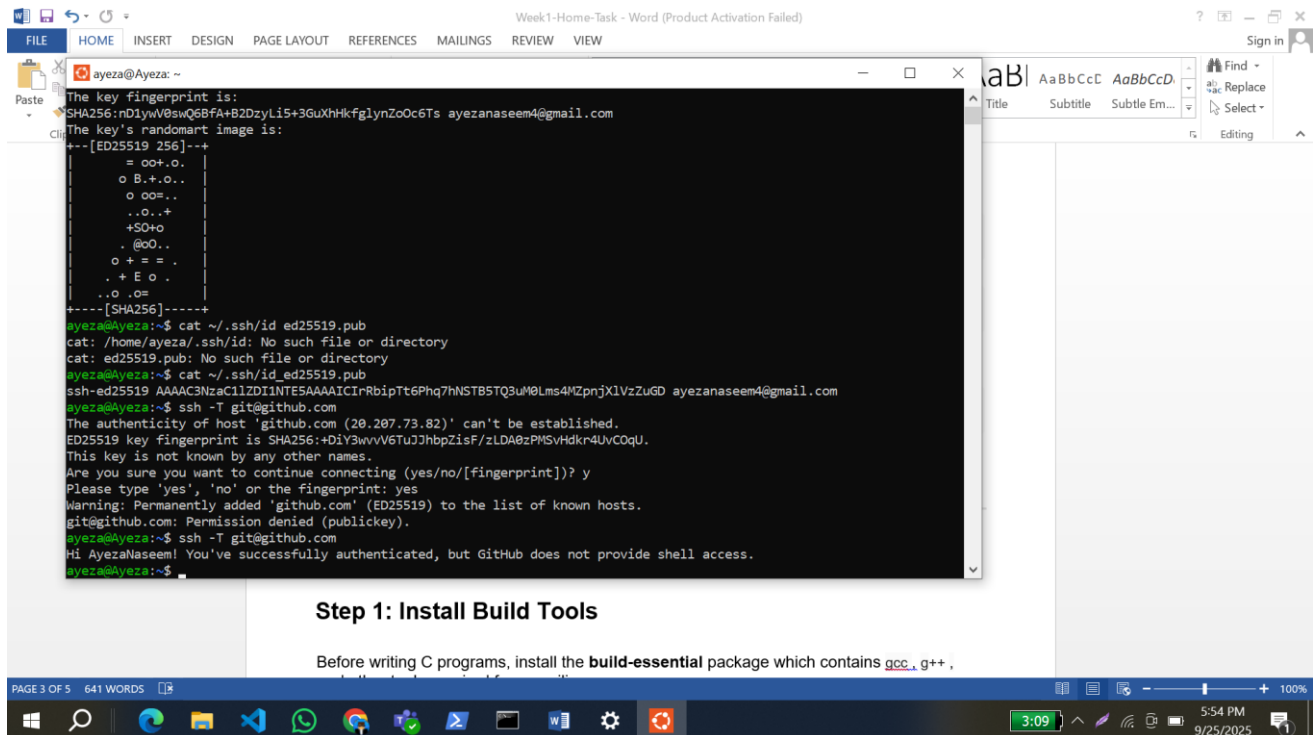 Week1-Home-Task - Word (Product Activation Failed)
FILE HOME INSERT DESIGN PAGE LAYOUT REFERENCES MAILINGS REVIEW VIEW Sign in
Paste
Title Subtitle Subtle Em...
AaBbCcD AaBbCcD
Find
Replace
Select
Editing
ayeza@Ayeza: ~
The key fingerprint is:
SHA256:nD1ywV0swQ6BfA+B2DzyLi5+3GuXhHkfglynZoOc6Ts ayezanaseem4@gmail.com
The key's randomart image is:
+--[ED25519 256]--+
|       = oo+.o.  |
|      o B.+.o..  |
|       o oo=..   |
|       ..o..+    |
|       +SO+o     |
|      . @oO..    |
|     o + = = .   |
|    . + E o .    |
|   ..o .o=       |
+----[SHA256]-----+
ayeza@Ayeza:~$ cat ~/.ssh/id ed25519.pub
cat: /home/ayeza/.ssh/id: No such file or directory
cat: ed25519.pub: No such file or directory
ayeza@Ayeza:~$ cat ~/.ssh/id_ed25519.pub
ssh-ed25519 AAAAC3NzaC1lZDI1NTE5AAAAICIrRbipTt6Phq7hNSTB5TQ3uM0Lms4MZpnjXlVzZuGD ayezanaseem4@gmail.com
ayeza@Ayeza:~$ ssh -T git@github.com
The authenticity of host 'github.com (20.207.73.82)' can't be established.
ED25519 key fingerprint is SHA256:+DiY3wvvV6TuJJhbpZisF/zLDA0zPMSvHdkr4UvCOqU.
This key is not known by any other names.
Are you sure you want to continue connecting (yes/no/[fingerprint])? y
Please type 'yes', 'no' or the fingerprint: yes
Warning: Permanently added 'github.com' (ED25519) to the list of known hosts.
git@github.com: Permission denied (publickey).
ayeza@Ayeza:~$ ssh -T git@github.com
Hi AyezaNaseem! You've successfully authenticated, but GitHub does not provide shell access.
ayeza@Ayeza:~$
Step 1: Install Build Tools
Before writing C programs, install the build-essential package which contains gcc , g++ ,
PAGE 3 OF 5 641 WORDS 100%
3:09 5:54 PM
9/25/2025